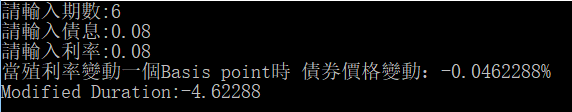 請輸入期數:6
請輸入債息:0.08
請輸入利率:0.08
當殖利率變動一個Basis point時 債券價格變動: -0.0462288%
Modified Duration:-4.62288